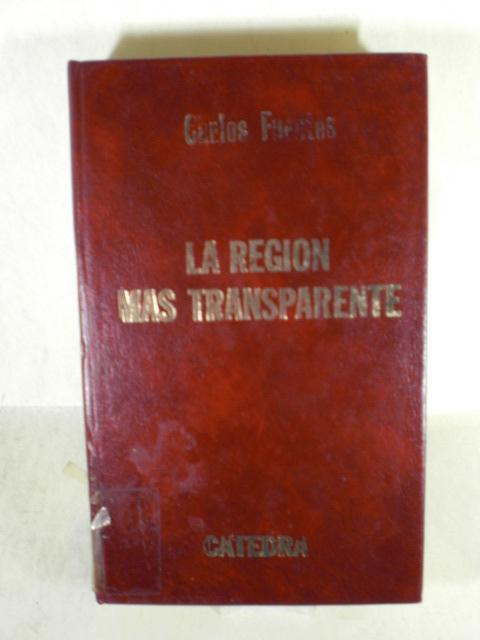 Carlos Fuentes
LA REGION
MAS TRANSPARENTE
CATEDRA